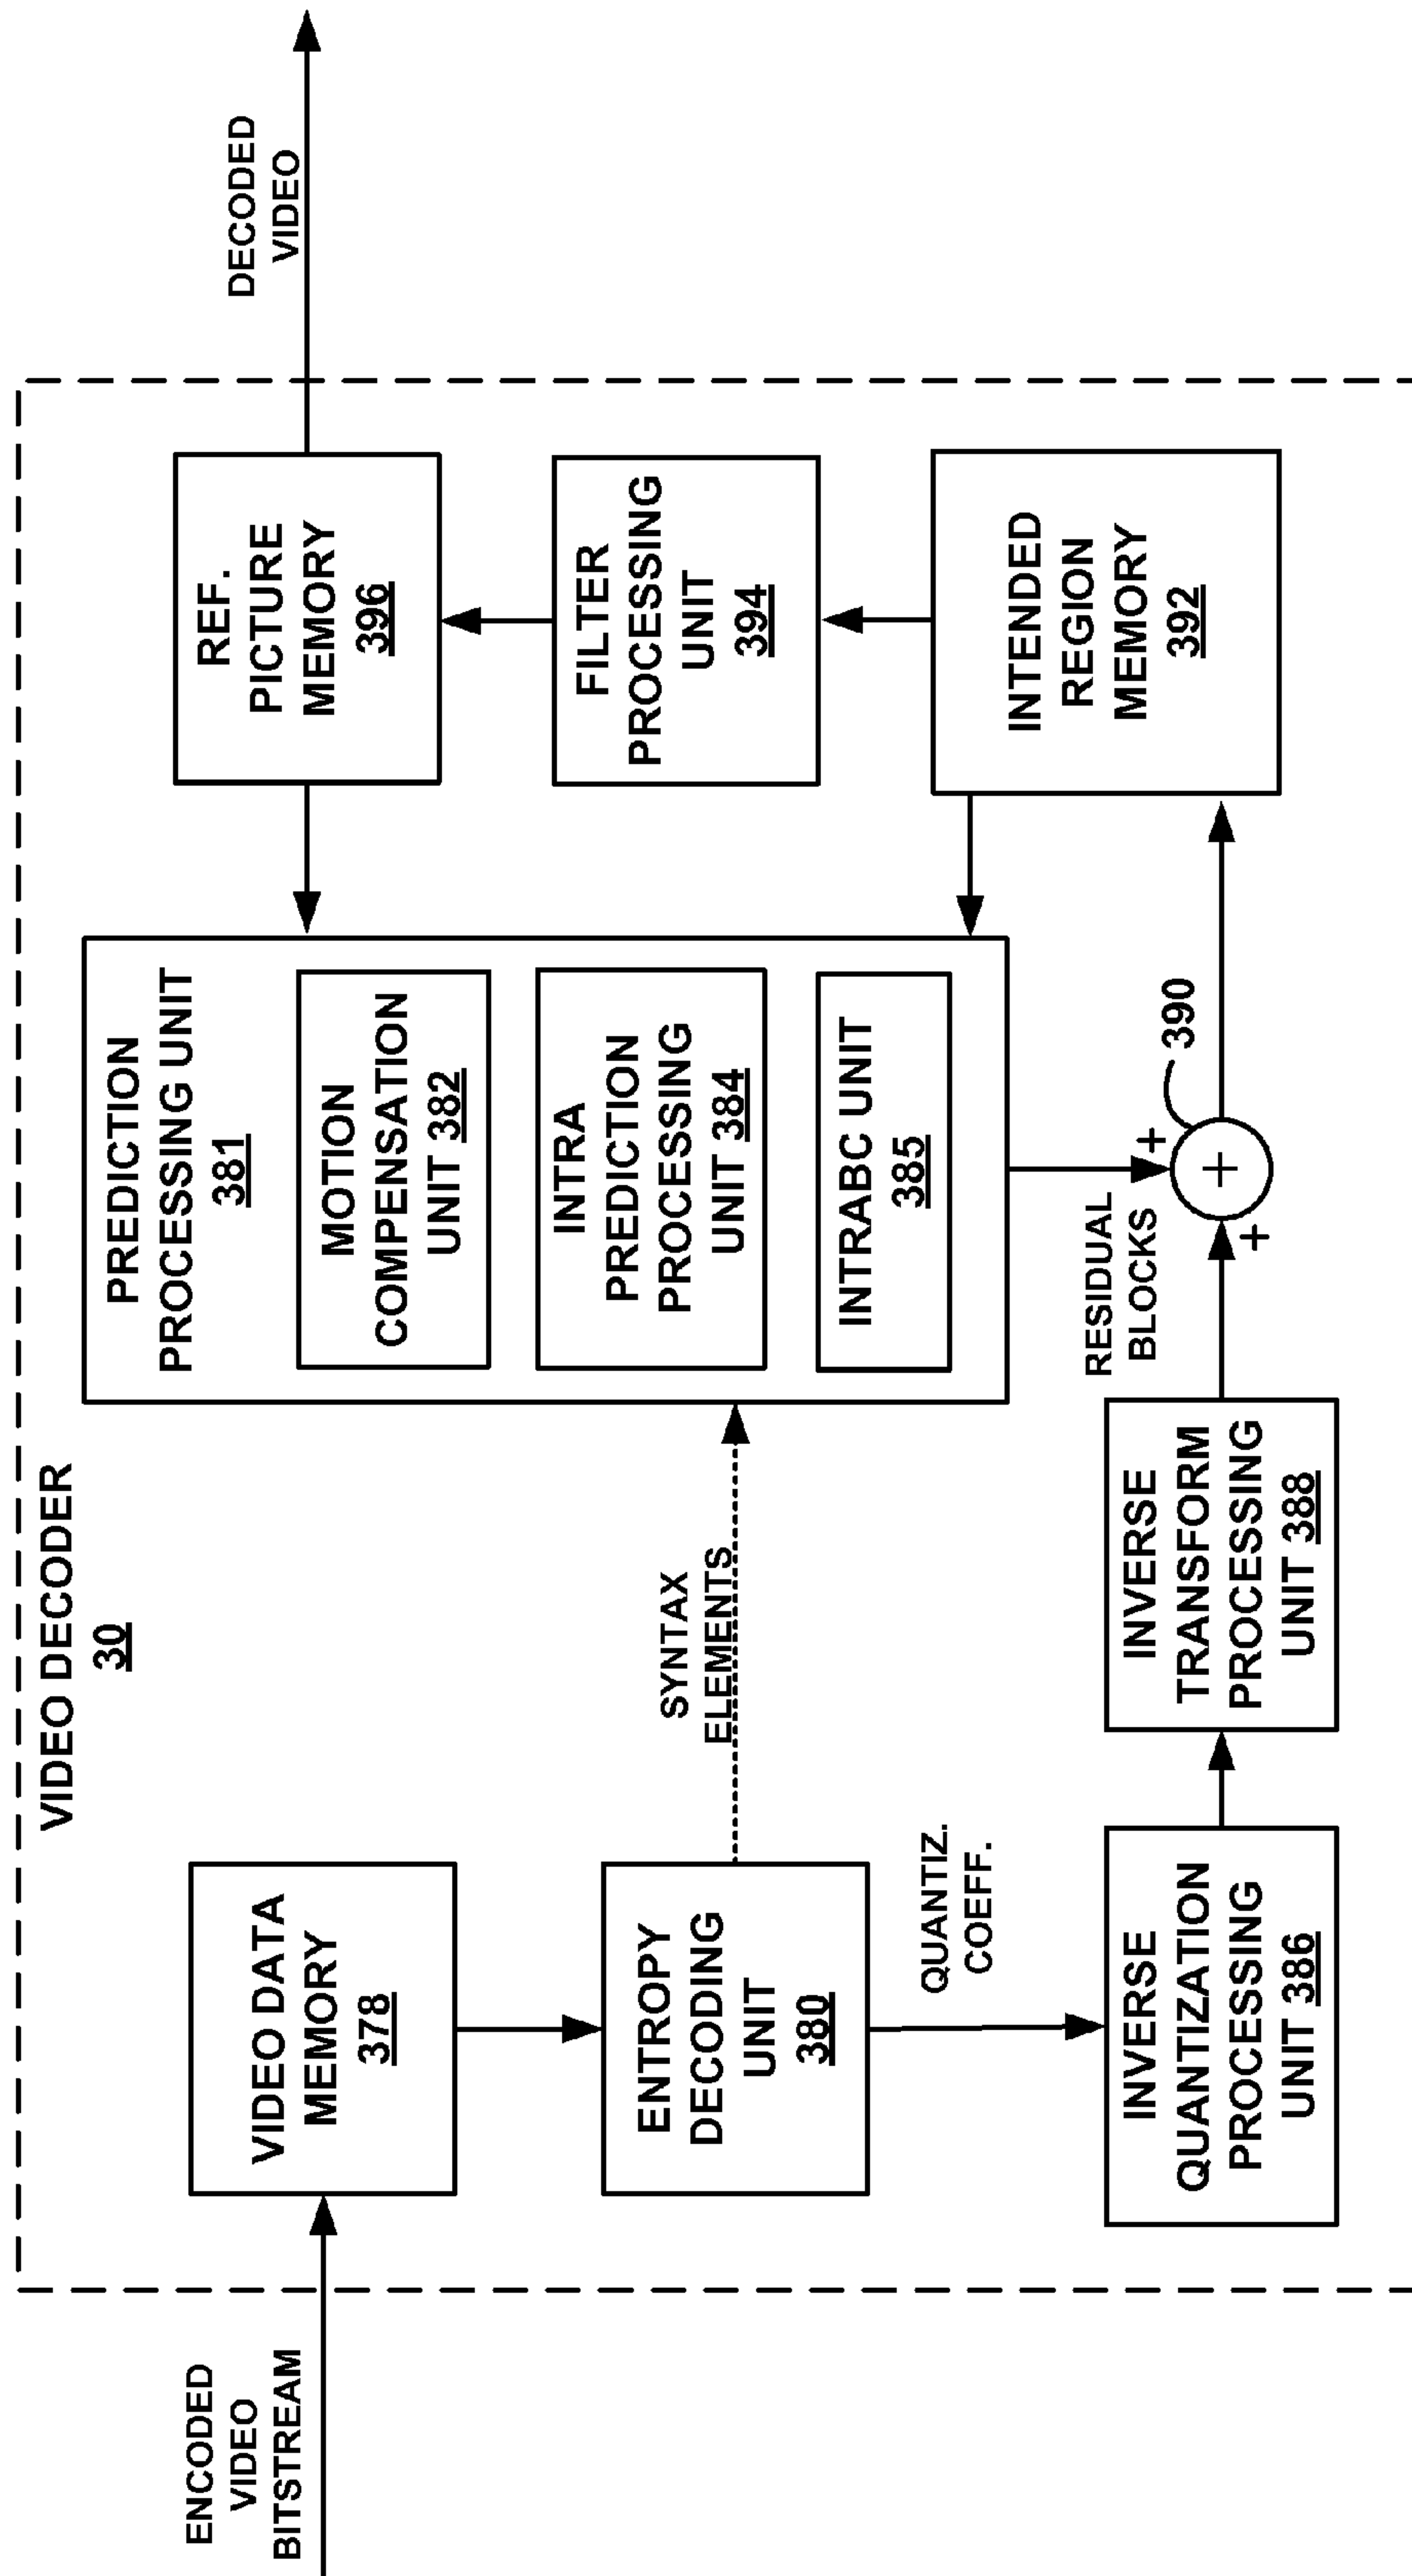 VIDEO DECODER
30
ENCODED
VIDEO
BITSTREAM
VIDEO DATA
MEMORY
378
ENTROPY
DECODING
UNIT
380
SYNTAX
ELEMENTS
QUANTIZ.
COEFF.
INVERSE
QUANTIZATION
PROCESSING
UNIT 386
INVERSE
TRANSFORM
PROCESSING
UNIT 388
RESIDUAL
BLOCKS
+
+
+
390
PREDICTION
PROCESSING UNIT
381
MOTION
COMPENSATION
UNIT 382
INTRA
PREDICTION
PROCESSING
UNIT 384
INTRABC UNIT
385
REF.
PICTURE
MEMORY
396
FILTER
PROCESSING
UNIT
394
INTENDED
REGION
MEMORY
392
DECODED
VIDEO